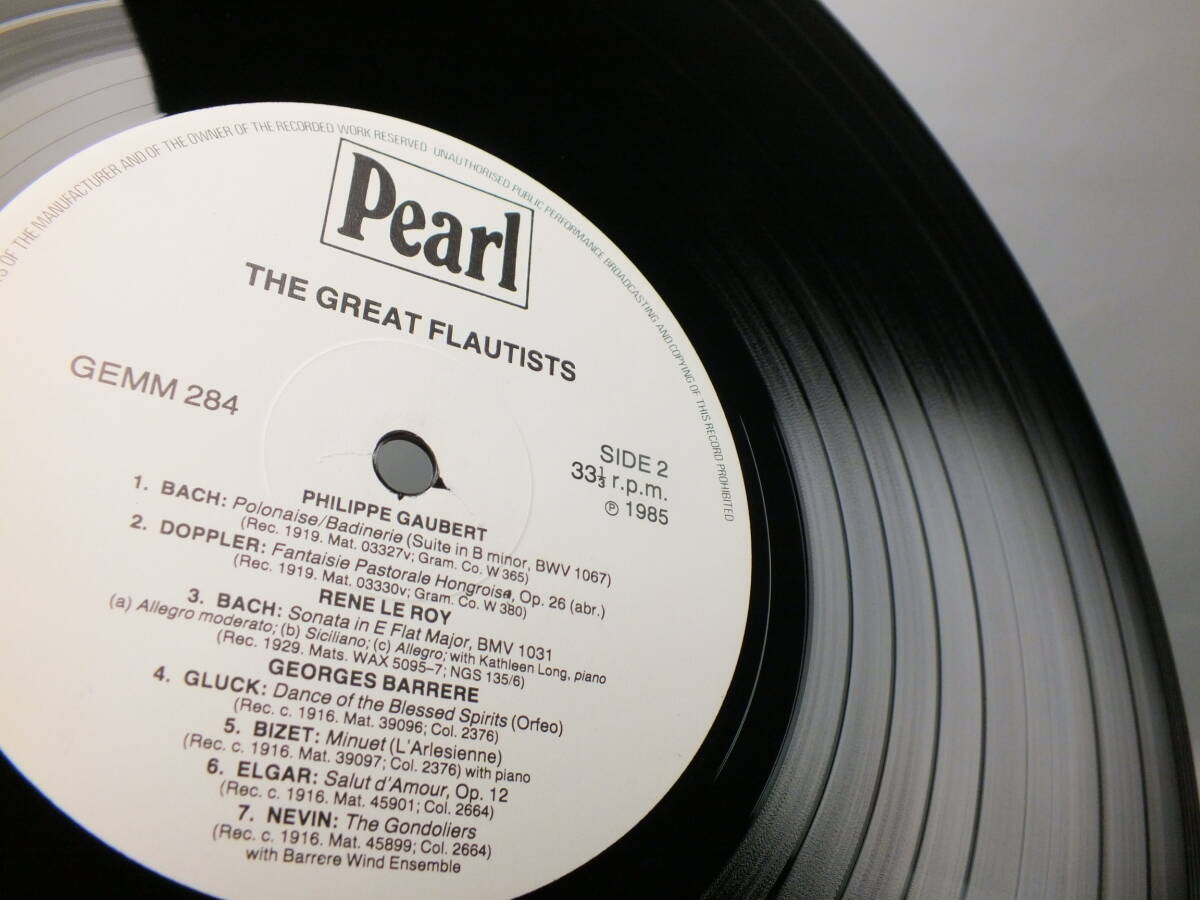 S OF THE MANUFACTURER AND OF THE OWNER OF THE RECORDED WORK RESERVED UNAUTHORISED PUBLIC PERFORMANCE BROADCASTING AND COPYING OF THIS RECORD PROHIBITED
Pearl
THE GREAT FLAUTISTS
GEMM 284
SIDE 2
33⅓ r.p.m.
℗ 1985
PHILIPPE GAUBERT
1. BACH: Polonaise/Badinerie (Suite in B minor, BWV 1067)
(Rec. 1919. Mat. 03327v; Gram. Co. W 365)
2. DOPPLER: Fantaisie Pastorale Hongroise, Op. 26 (abr.)
(Rec. 1919. Mat. 03330v; Gram. Co. W 380)
RENE LE ROY
3. BACH: Sonata in E Flat Major, BMV 1031
(a) Allegro moderato; (b) Siciliano; (c) Allegro; with Kathleen Long, piano
(Rec. 1929. Mats. WAX 5095–7; NGS 135/6)
GEORGES BARRERE
4. GLUCK: Dance of the Blessed Spirits (Orfeo)
(Rec. c. 1916. Mat. 39096; Col. 2376)
5. BIZET: Minuet (L'Arlesienne)
(Rec. c. 1916. Mat. 39097; Col. 2376) with piano
6. ELGAR: Salut d'Amour, Op. 12
(Rec. c. 1916. Mat. 45901; Col. 2664)
7. NEVIN: The Gondoliers
(Rec. c. 1916. Mat. 45899; Col. 2664)
with Barrere Wind Ensemble